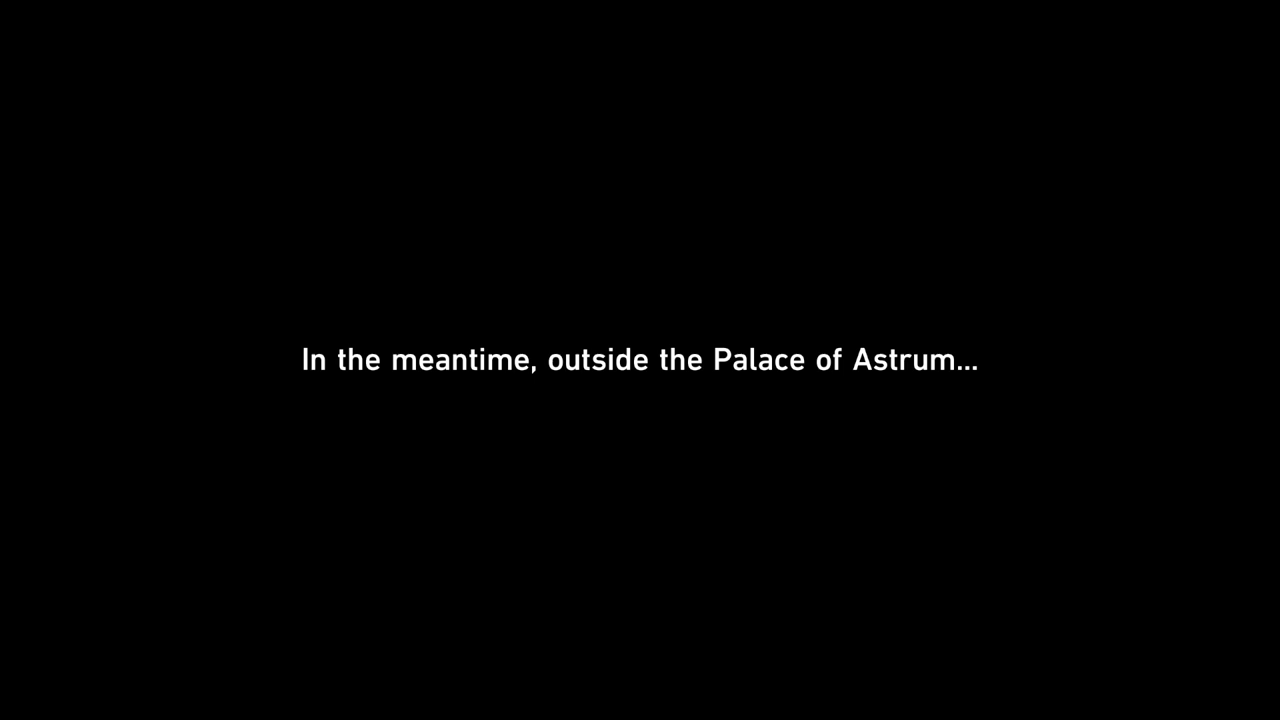 In the meantime, outside the Palace of Astrum...